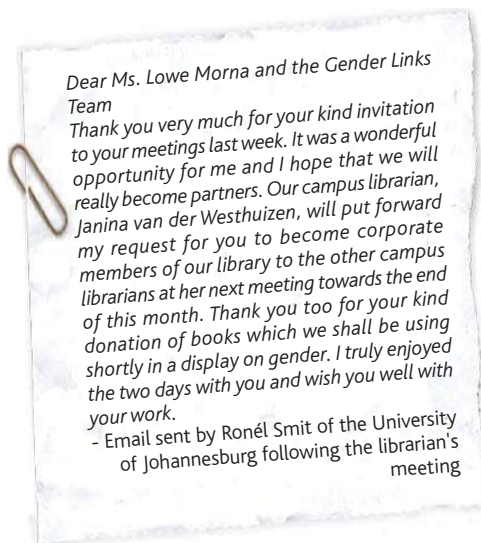 Dear Ms. Lowe Morna and the Gender Links
Team
Thank you very much for your kind invitation
to your meetings last week. It was a wonderful
opportunity for me and I hope that we will
really become partners. Our campus librarian,
Janina van der Westhuizen, will put forward
my request for you to become corporate
members of our library to the other campus
librarians at her next meeting towards the end
of this month. Thank you too for your kind
donation of books which we shall be using
shortly in a display on gender. I truly enjoyed
the two days with you and wish you well with
your work.
- Email sent by Ronél Smit of the University
of Johannesburg following the librarian's
meeting